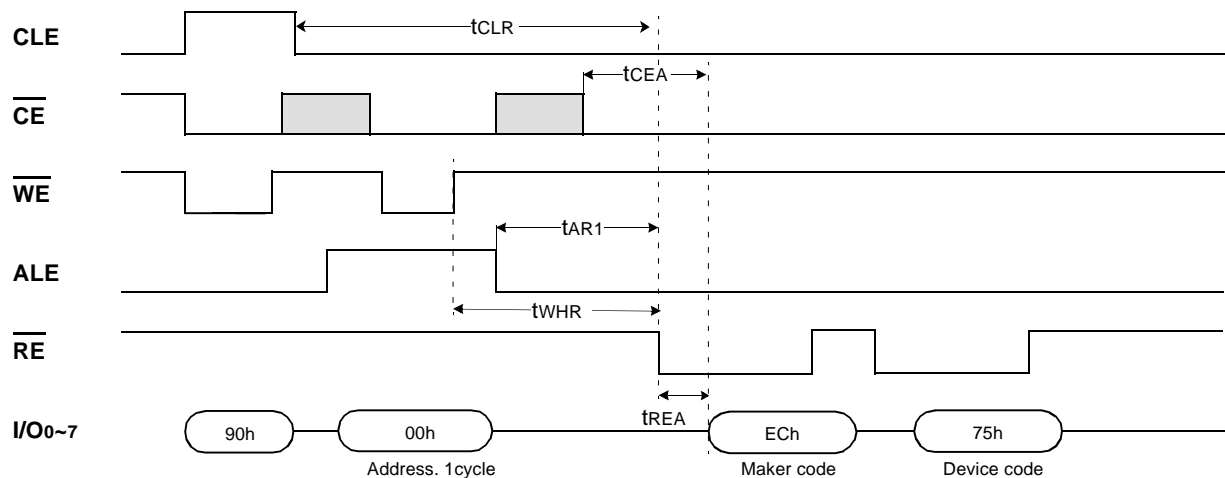 CLE
tCLR
tCEA
CE
WE
tAR1
ALE
tWHR
RE
tREA
I/O0~7
90h
00h
ECh
75h
Address. 1cycle
Maker code
Device code